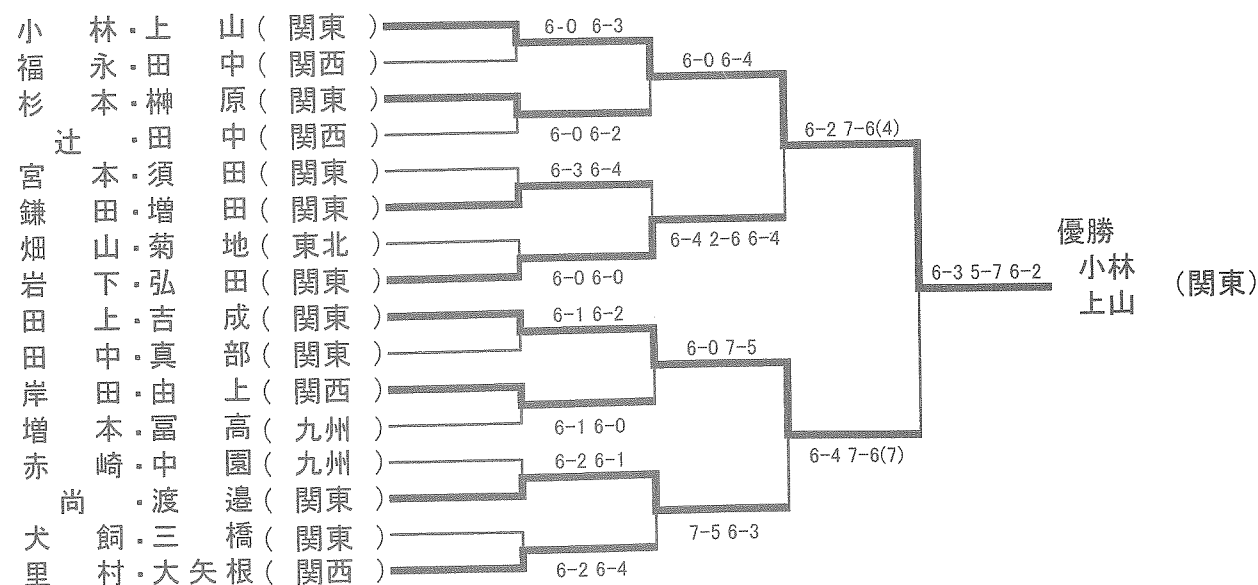 小林・上山(関東)
福永・田中(関西)
杉本・榊原(関東)
辻・田中(関西)
宮本・須田(関東)
鎌田・増田(関東)
畑山・菊地(東北)
岩下・弘田(関東)
田上・吉成(関東)
田中・真部(関東)
岸田・由上(関西)
増本・冨高(九州)
赤崎・中園(九州)
尚・渡邉(関東)
犬飼・三橋(関東)
里村・大矢根(関西)
6-0 6-3
6-0 6-2
6-3 6-4
6-0 6-0
6-1 6-2
6-1 6-0
6-2 6-1
6-2 6-4
6-0 6-4
6-4 2-6 6-4
6-0 7-5
7-5 6-3
6-2 7-6(4)
6-4 7-6(7)
6-3 5-7 6-2
優勝
小林
上山
(関東)